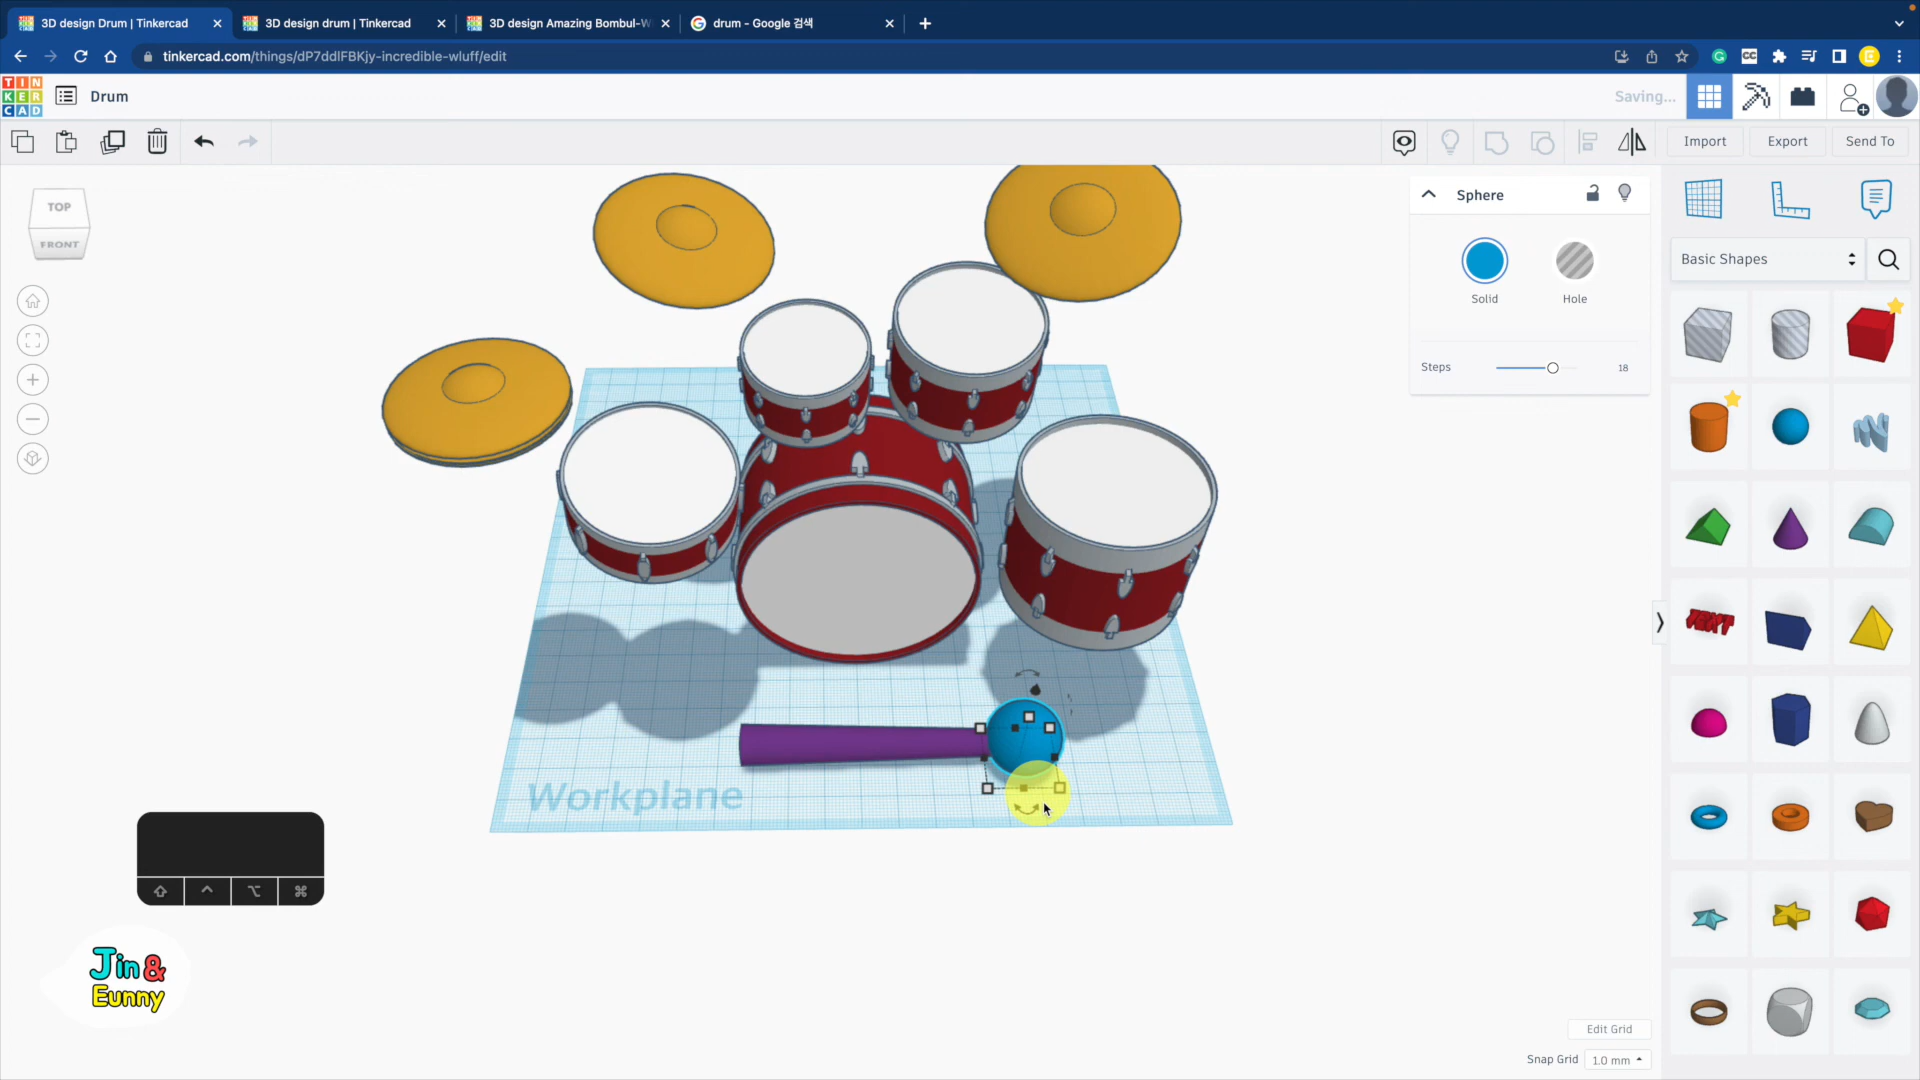 3D design Drum | Tinkercad
3D design drum | Tinkercad
3D design Amazing Bombul-W
drum - Google 검색
tinkercad.com/things/dP7ddlFBKjy-incredible-wluff/edit
TIN
KER
CAD
Drum
Saving...
Import
Export
Send To
TOP
FRONT
Sphere
Solid
Hole
Steps
18
Basic Shapes
TEXT
Workplane
Jin &
Eunny
Edit Grid
Snap Grid
1.0 mm